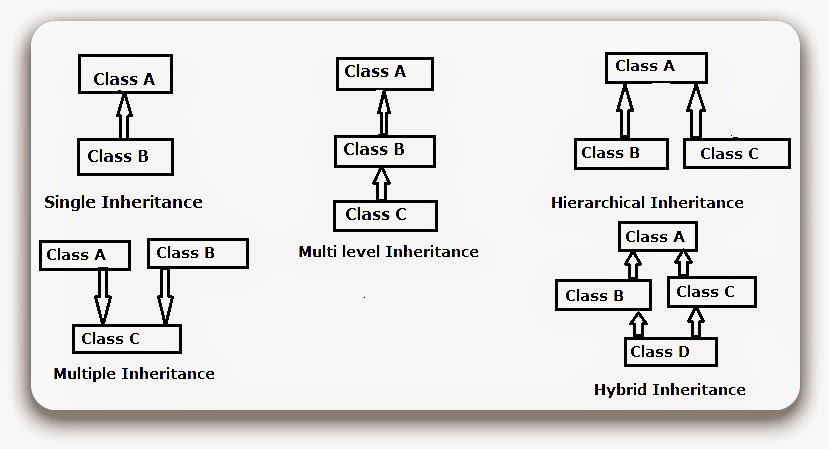 Class A
Class B
Single Inheritance
Class A
Class B
Class C
Multi level Inheritance
Class A
Class B
Class C
Hierarchical Inheritance
Class A
Class B
Class C
Multiple Inheritance
Class A
Class B
Class C
Class D
Hybrid Inheritance